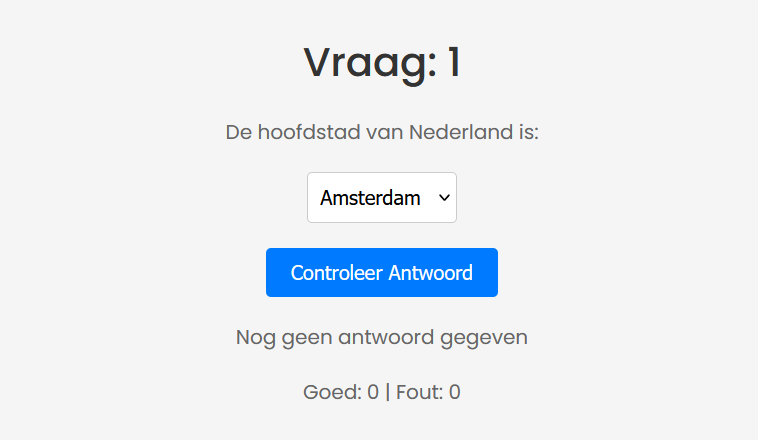 Vraag: 1
De hoofdstad van Nederland is:
Amsterdam
Controleer Antwoord
Nog geen antwoord gegeven
Goed: 0 | Fout: 0